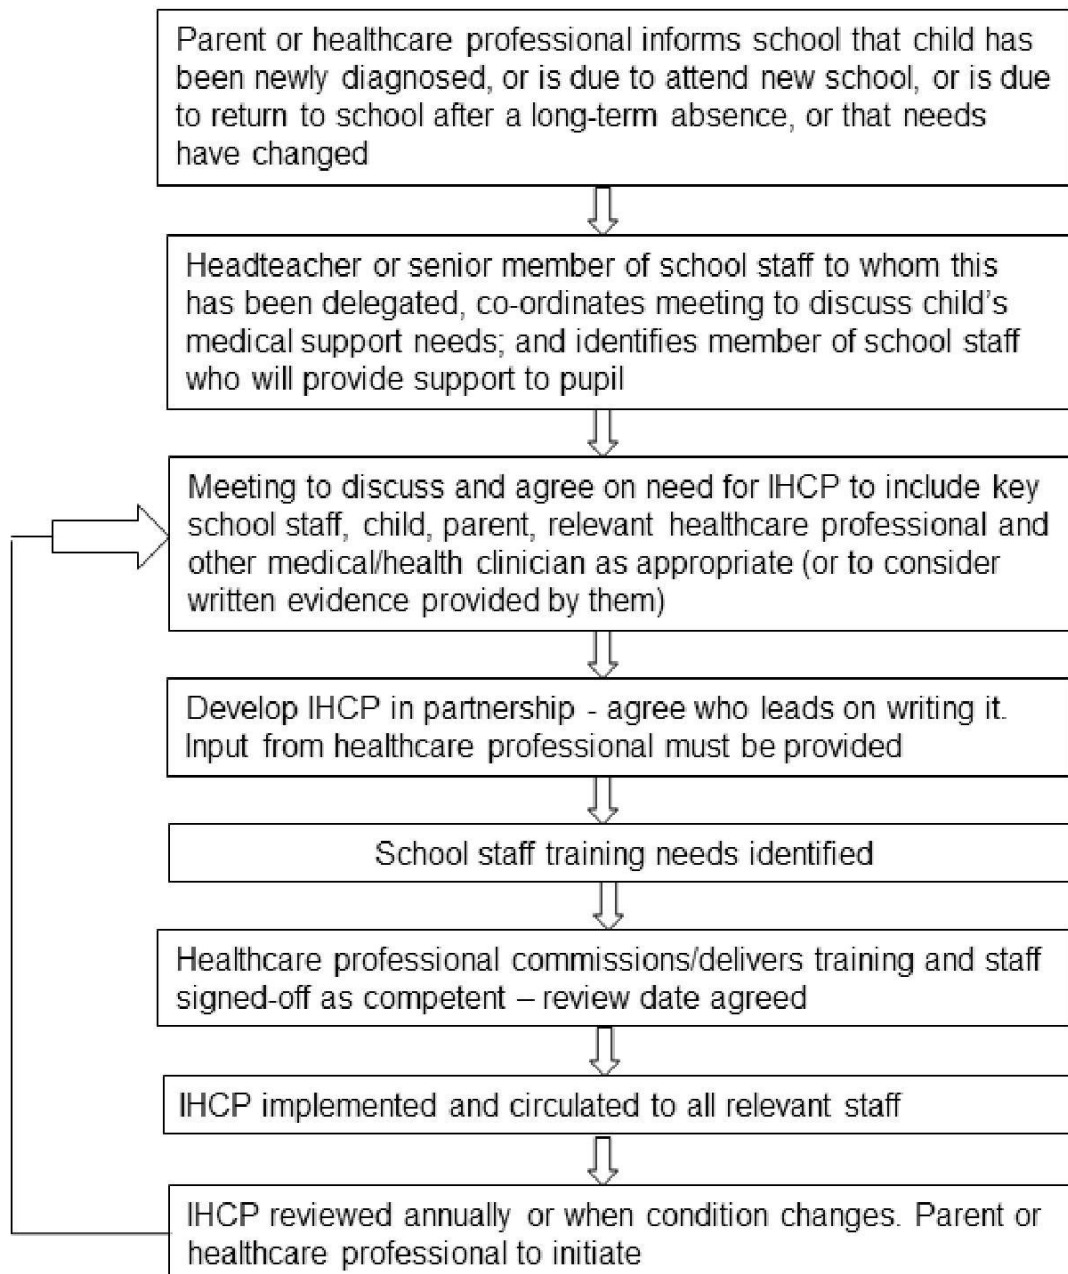 Parent or healthcare professional informs school that child has
been newly diagnosed, or is due to attend new school, or is due
to return to school after a long-term absence, or that needs
have changed
Headteacher or senior member of school staff to whom this
has been delegated, co-ordinates meeting to discuss child's
medical support needs; and identifies member of school staff
who will provide support to pupil
Meeting to discuss and agree on need for IHCP to include key
school staff, child, parent, relevant healthcare professional and
other medical/health clinician as appropriate (or to consider
written evidence provided by them)
Develop IHCP in partnership - agree who leads on writing it.
Input from healthcare professional must be provided
School staff training needs identified
Healthcare professional commissions/delivers training and staff
signed-off as competent – review date agreed
IHCP implemented and circulated to all relevant staff
IHCP reviewed annually or when condition changes. Parent or
healthcare professional to initiate